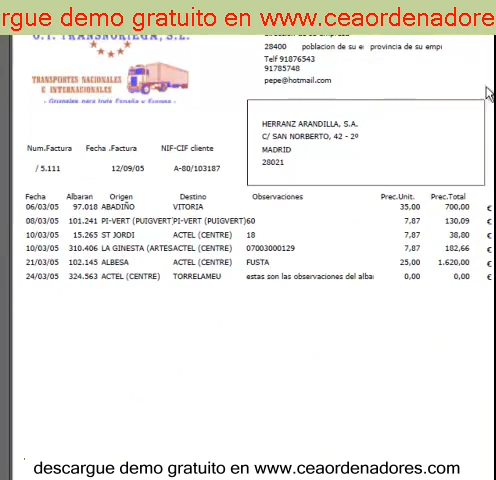 rgue demo gratuito en www.ceaordenadore
O.T. TRANSNORIEGA, S.L.
28400 poblacion de su e provincia de su empr
Telf 91876543
91785748
pepe@hotmail.com
TRANSPORTES NACIONALES
E INTERNACIONALES
HERRANZ ARANDILLA, S.A.
C/ SAN NORBERTO, 42 - 2º
MADRID
28021
Num.Factura Fecha .Factura NIF-CIF cliente
/ 5.111 12/09/05 A-80/103187
Fecha Albaran Origen Destino Observaciones Prec.Unit. Prec.Total
06/03/05 97.018 ABADIÑO VITORIA 35,00 700,00 €
08/03/05 101.241 PI-VERT (PUIGVERT PI-VERT (PUIGVERT) 60 7,87 130,09 €
10/03/05 15.265 ST JORDI ACTEL (CENTRE) 18 7,87 38,80 €
10/03/05 310.406 LA GINESTA (ARTES ACTEL (CENTRE) 07003000129 7,87 182,66 €
21/03/05 102.145 ALBESA ACTEL (CENTRE) FUSTA 25,00 1.620,00 €
24/03/05 324.563 ACTEL (CENTRE) TORRELAMEU estas son las observaciones del alba 0,00 0,00 €
descargue demo gratuito en www.ceaordenadores.com